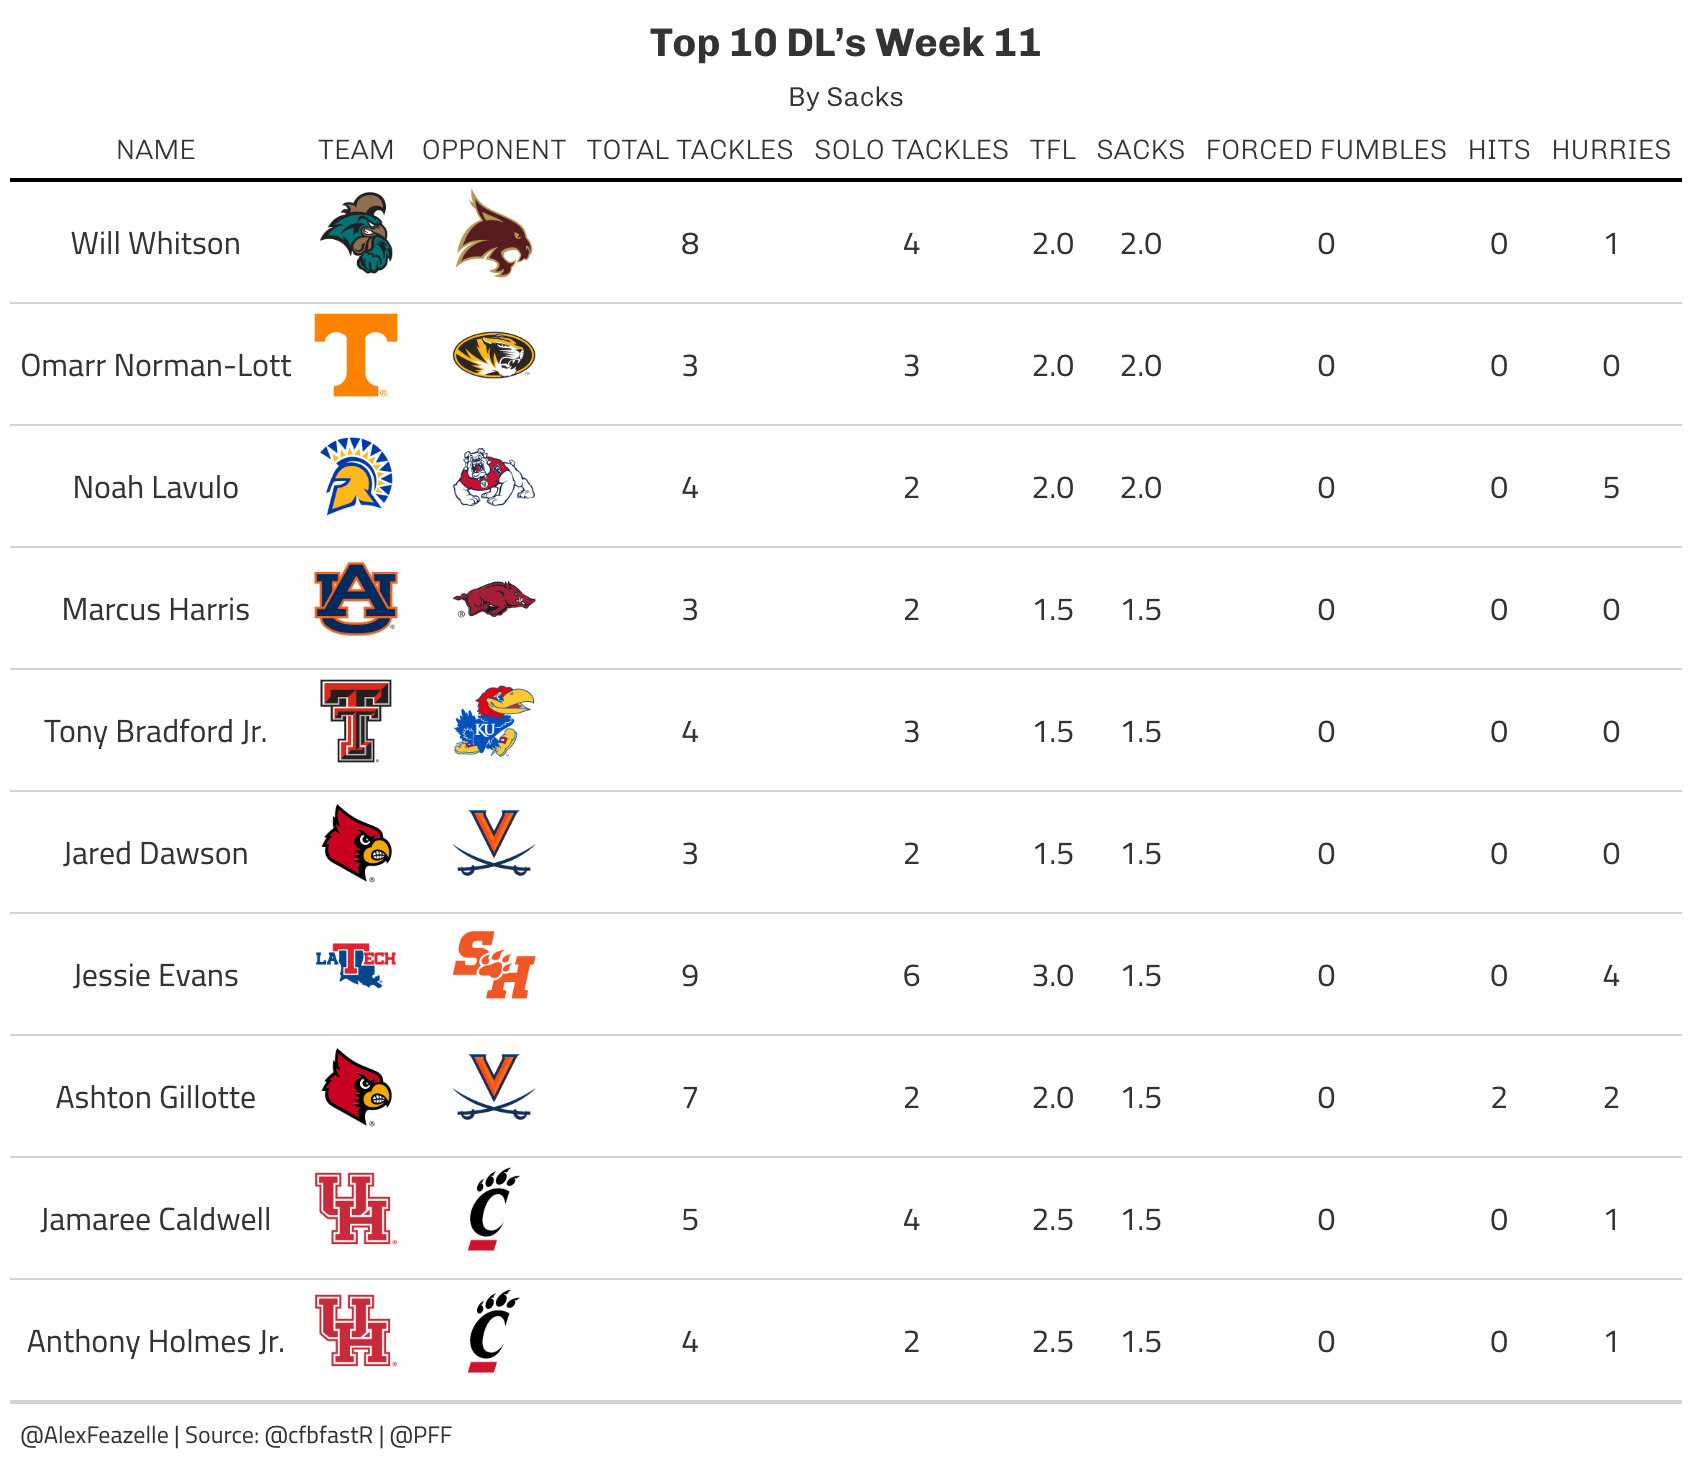 Top 10 DL’s Week 11
By Sacks
NAME TEAM OPPONENT TOTAL TACKLES SOLO TACKLES TFL SACKS FORCED FUMBLES HITS HURRIES
Will Whitson 8 4 2.0 2.0 0 0 1
Omarr Norman-Lott T 3 3 2.0 2.0 0 0 0
Noah Lavulo 4 2 2.0 2.0 0 0 5
Marcus Harris AU 3 2 1.5 1.5 0 0 0
Tony Bradford Jr. TT KU 4 3 1.5 1.5 0 0 0
Jared Dawson V 3 2 1.5 1.5 0 0 0
Jessie Evans LA TECH SH 9 6 3.0 1.5 0 0 4
Ashton Gillotte V 7 2 2.0 1.5 0 2 2
Jamaree Caldwell UH C 5 4 2.5 1.5 0 0 1
Anthony Holmes Jr. UH C 4 2 2.5 1.5 0 0 1
@AlexFeazelle | Source: @cfbfastR | @PFF